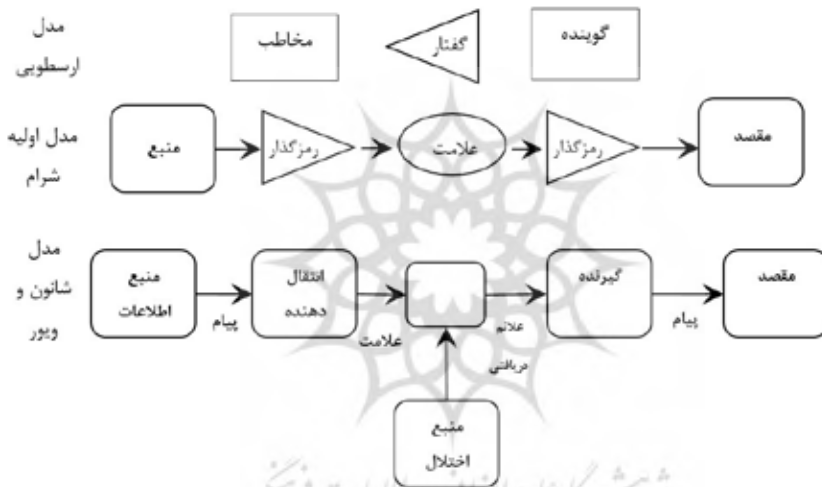 مدل
ارسطویی
گوینده
گفتار
مخاطب
مدل اولیه
شرام
منبع
رمزگذار
علامت
رمزگذار
مقصد
مدل
شانون و
ویور
منبع
اطلاعات
پیام
انتقال
دهنده
علامت
علائم
دریافتی
گیرنده
پیام
مقصد
منبع
اختلال